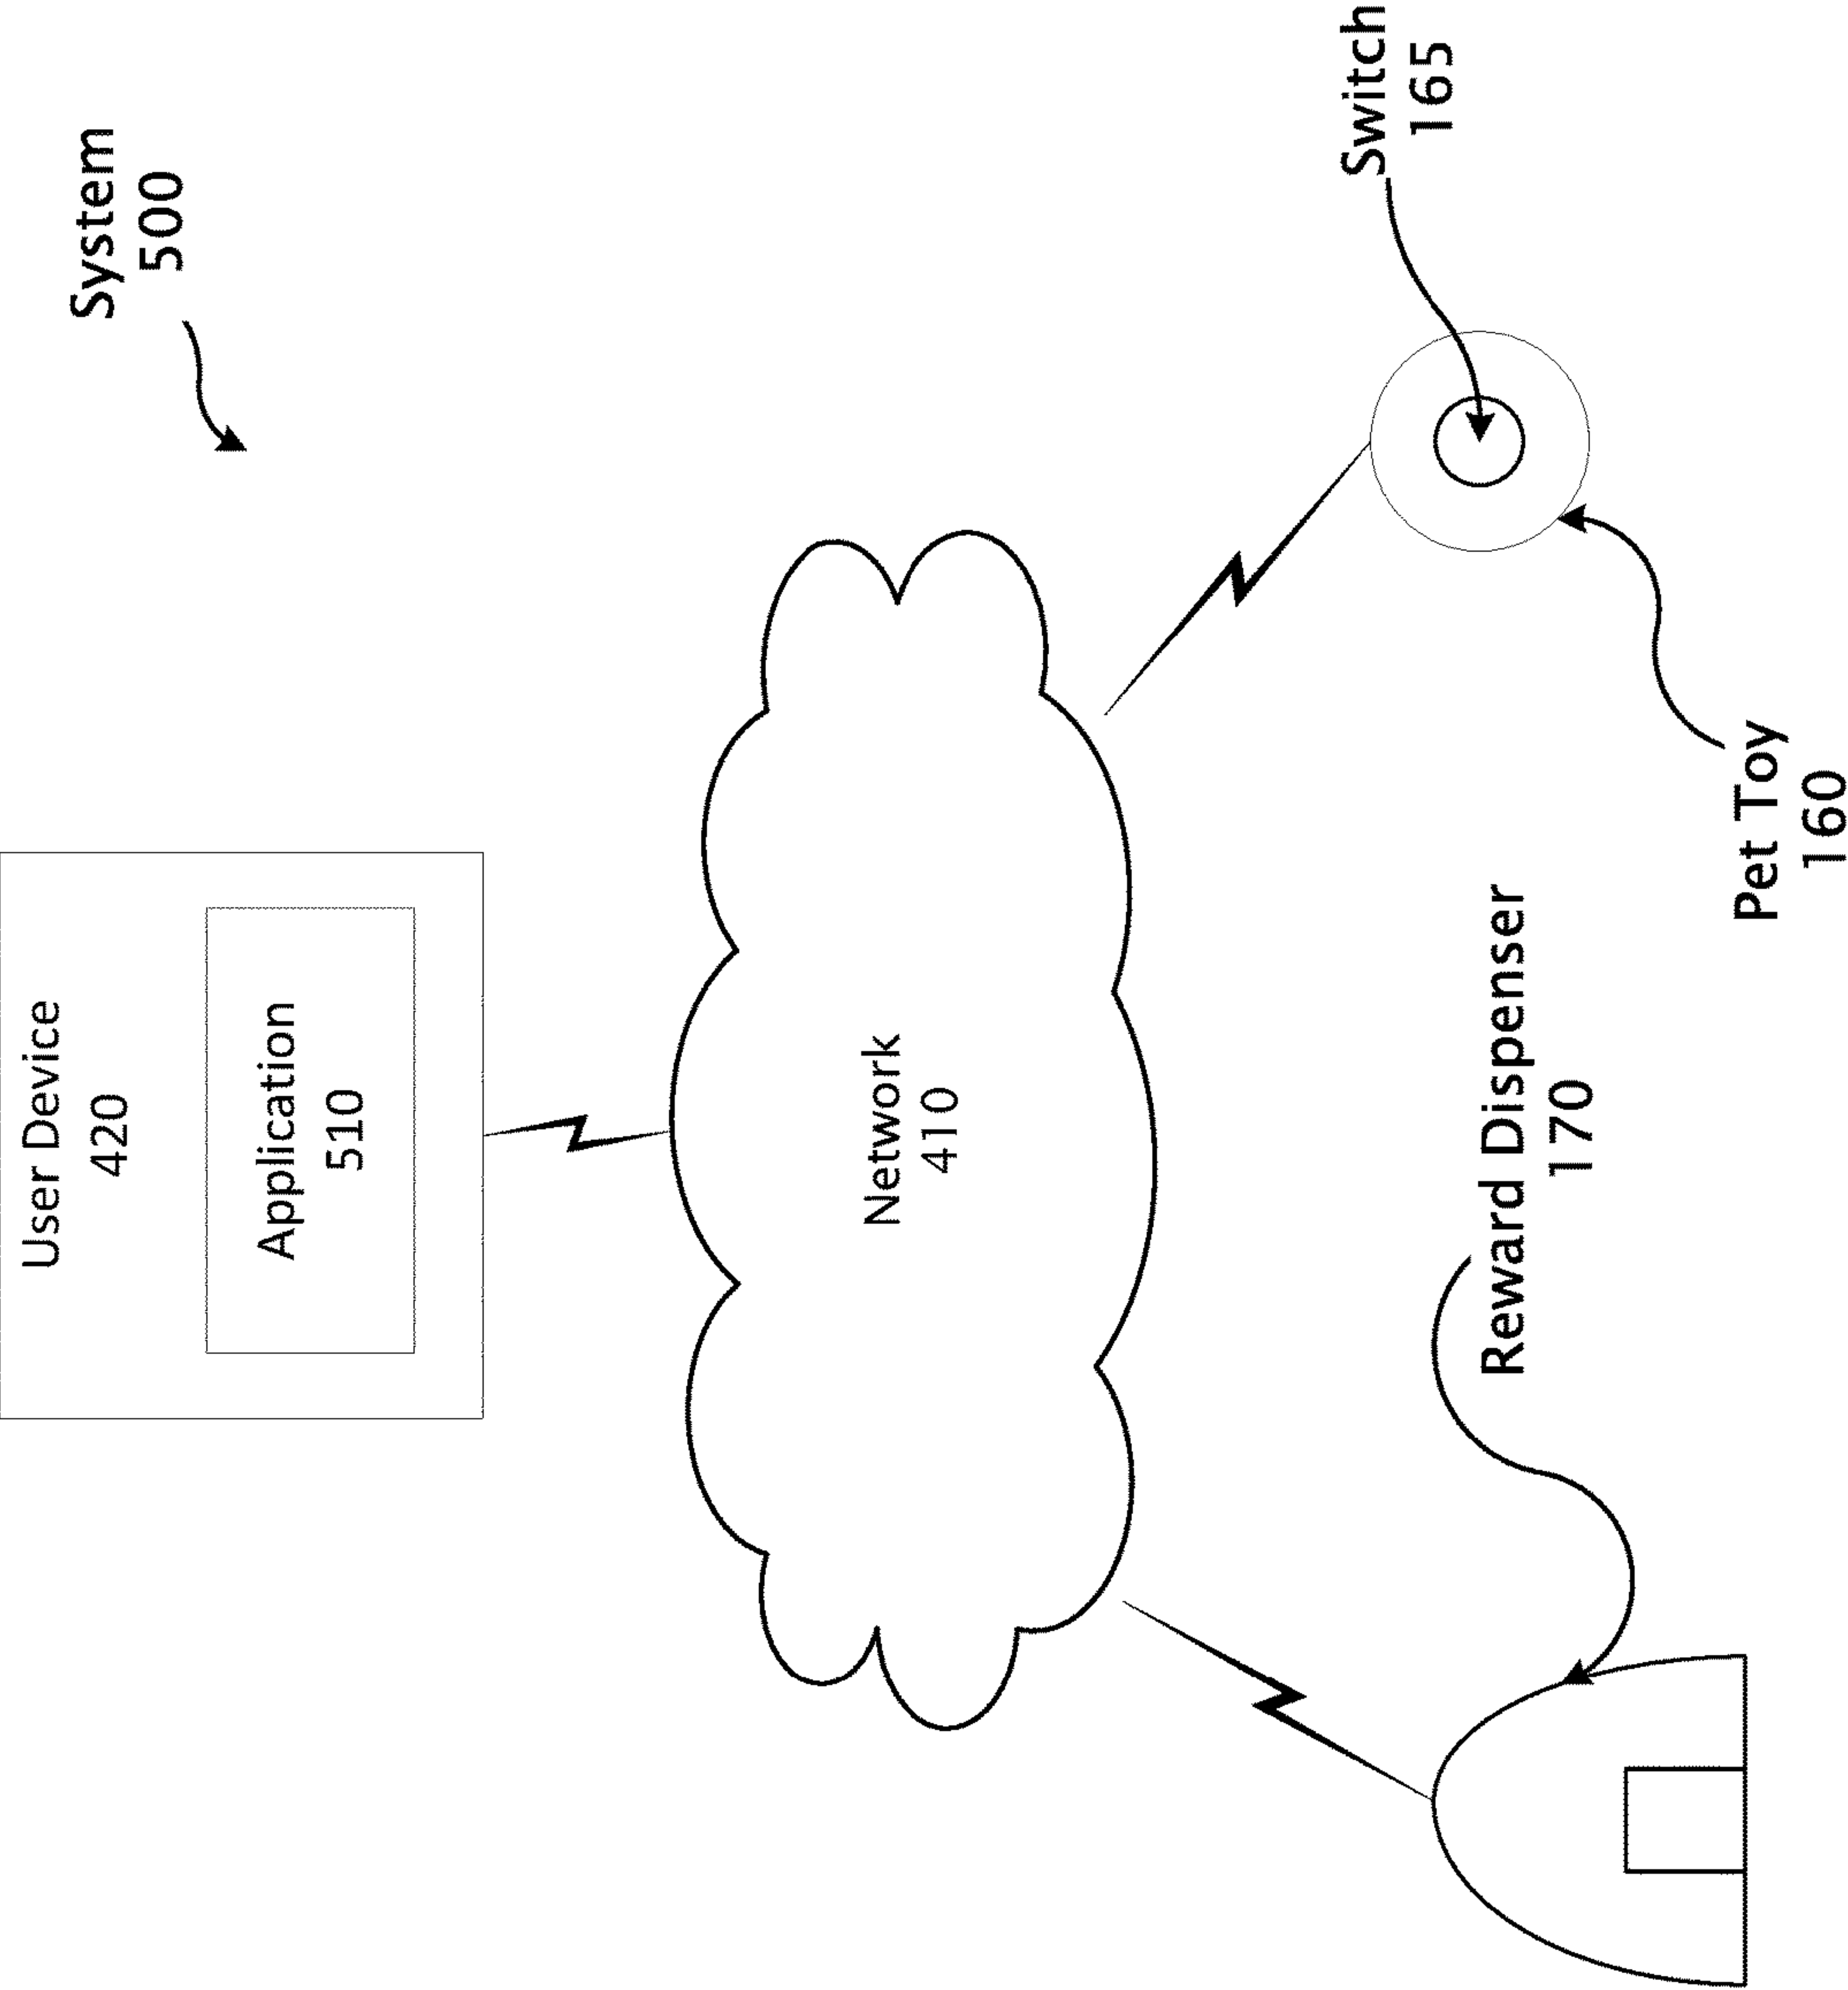 System
500
User Device
420
Application
510
Network
410
Switch
165
Reward Dispenser
170
Pet Toy
160